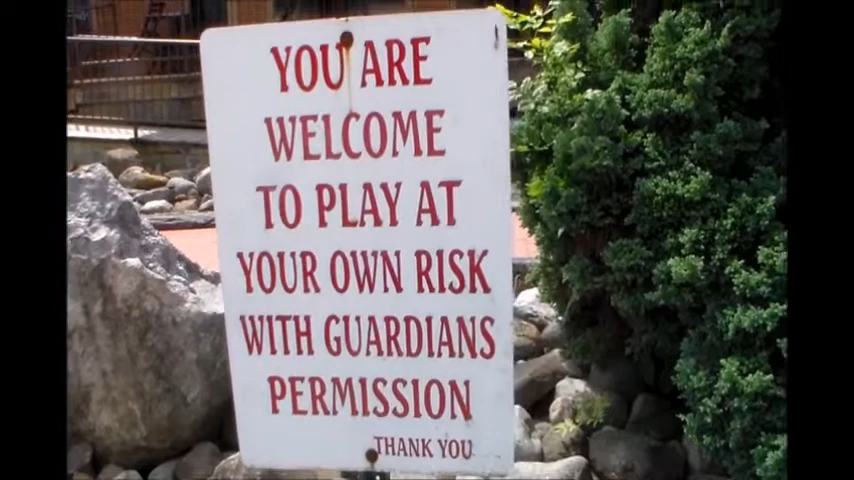 YOU ARE
WELCOME
TO PLAY AT
YOUR OWN RISK
WITH GUARDIANS
PERMISSION
THANK YOU